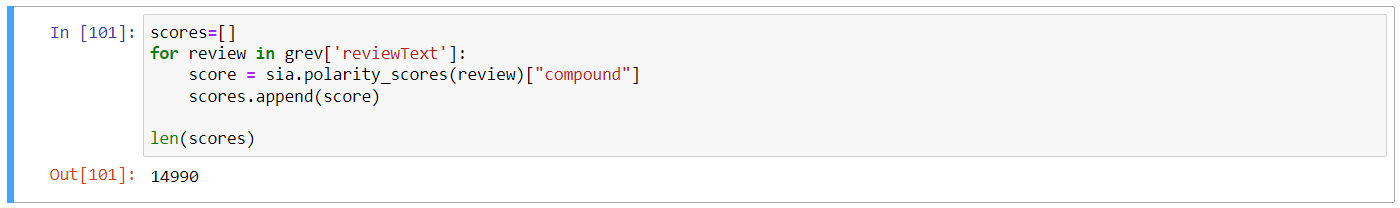 In [101]: scores=[]
for review in grev['reviewText']:
    score = sia.polarity_scores(review)["compound"]
    scores.append(score)
len(scores)
Out[101]: 14990